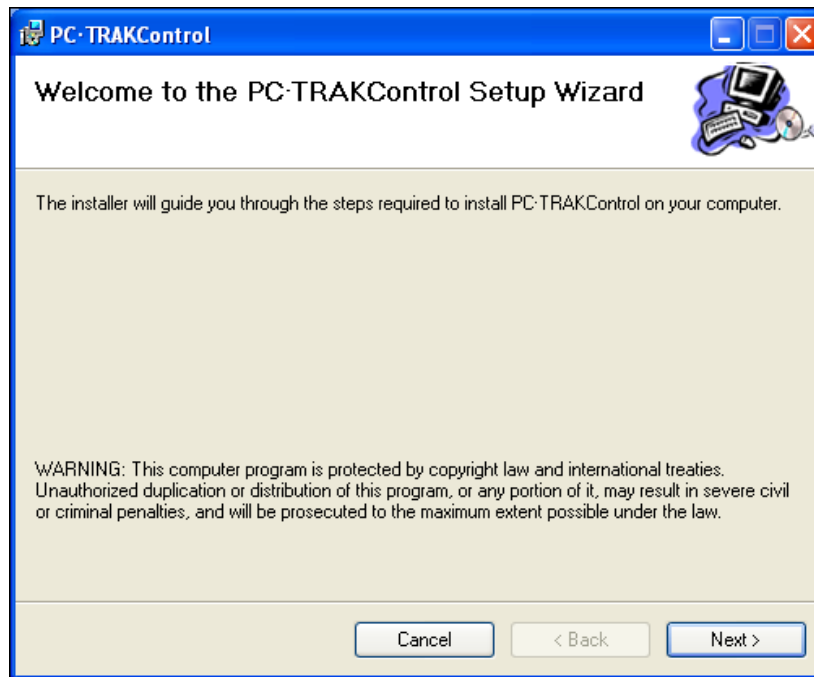 PC·TRAKControl
Welcome to the PC·TRAKControl Setup Wizard
The installer will guide you through the steps required to install PC·TRAKControl on your computer.
WARNING: This computer program is protected by copyright law and international treaties.
Unauthorized duplication or distribution of this program, or any portion of it, may result in severe civil
or criminal penalties, and will be prosecuted to the maximum extent possible under the law.
Cancel
< Back
Next >